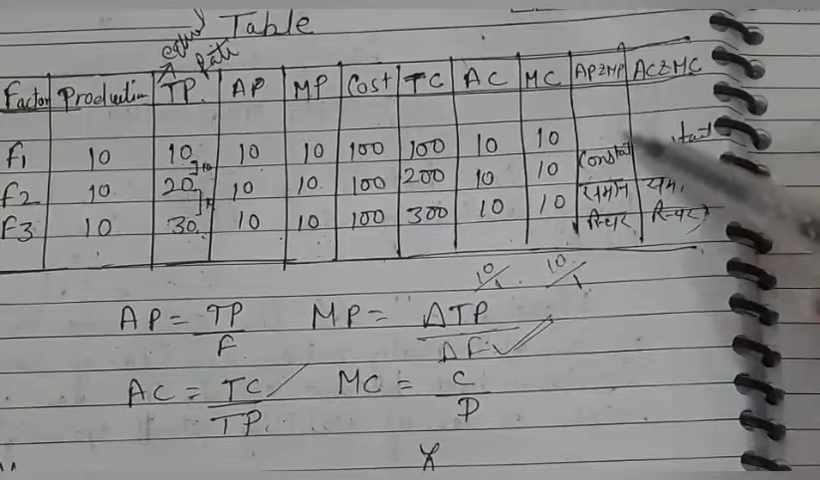 Table
equal
rate
Factor Production TP. AP MP Cost TC AC MC AP≥MP AC≥MC
F1 10 10 10 10 100 100 10 10
F2 10 20 10 10. 100 200 10 10 Constat
F3 10 30. 10 10 100 300 10 10 समान
स्थिर स्थिर
10/1 10/1
AP = TP/F MP = ΔTP/ΔF
AC = TC/TP. MC = C/P